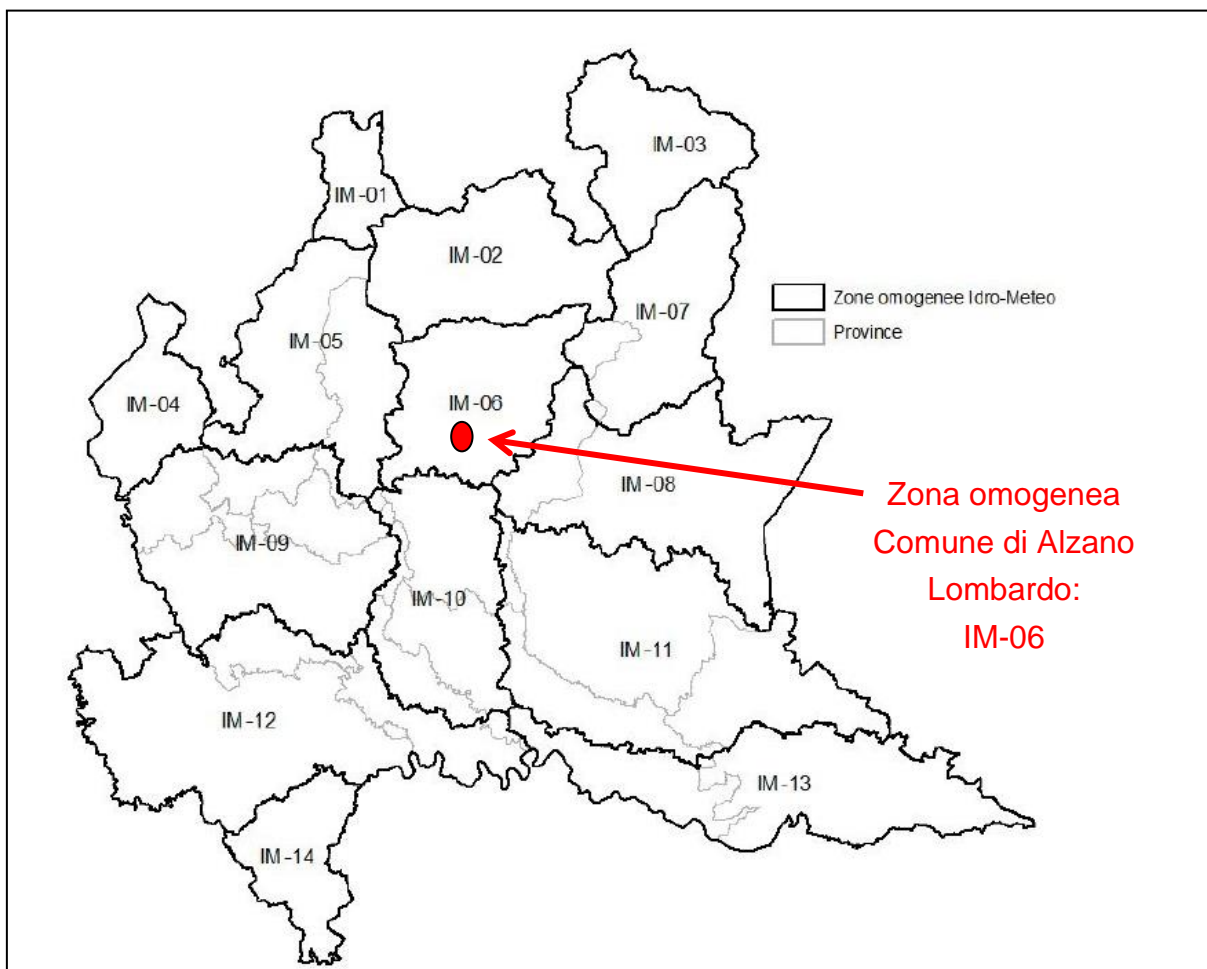 IM-03
IM-01
IM-02
Zone omogenee Idro-Meteo
IM-07
Province
IM-05
IM-04
IM-06
IM-08
Zona omogenea
Comune di Alzano
Lombardo:
IM-06
IM-09
IM-10
IM-11
IM-12
IM-13
IM-14